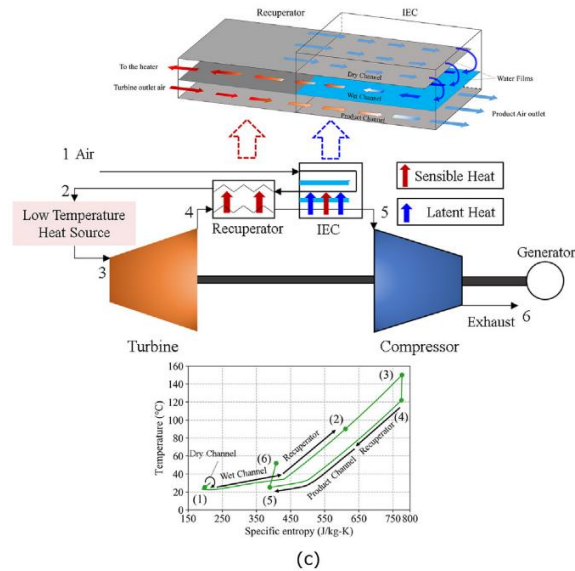 Recuperator
IEC
To the heater
Turbine outlet air
Dry Channel
Wet Channel
Product Channel
Water Films
Product Air outlet
1 Air
2
Low Temperature
Heat Source
3
4
Recuperator
IEC
5
Sensible Heat
Latent Heat
Generator
Exhaust 6
Turbine
Compressor
Temperature (°C)
160
140
120
100
80
60
40
20
0
(3)
(4)
(2)
Recuperator
Recuperator
Dry Channel
(6)
Wet Channel
Product Channel
(1)
(5)
150 250 350 450 550 650 750 800
Specific entropy (J/kg-K)
(c)